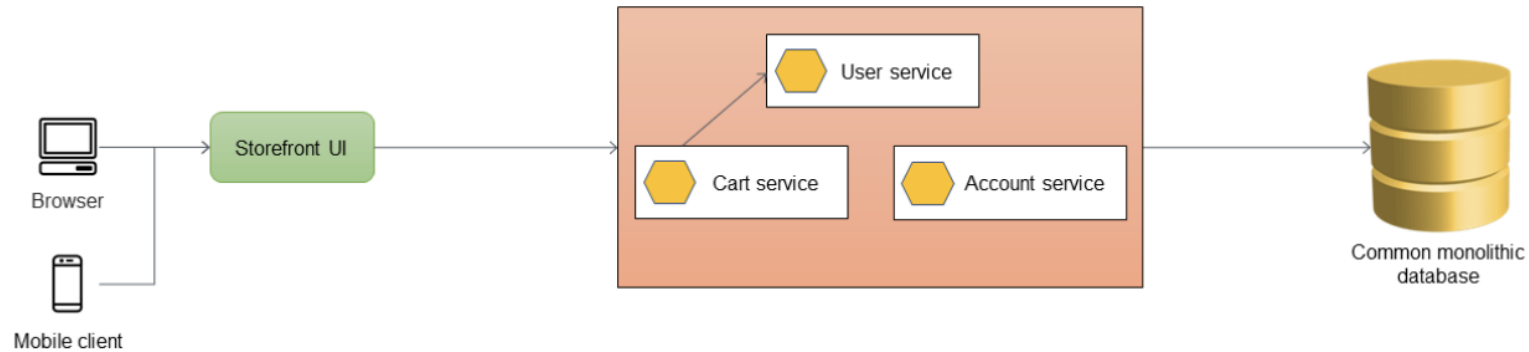 Browser
Mobile client
Storefront UI
User service
Cart service
Account service
Common monolithic
database